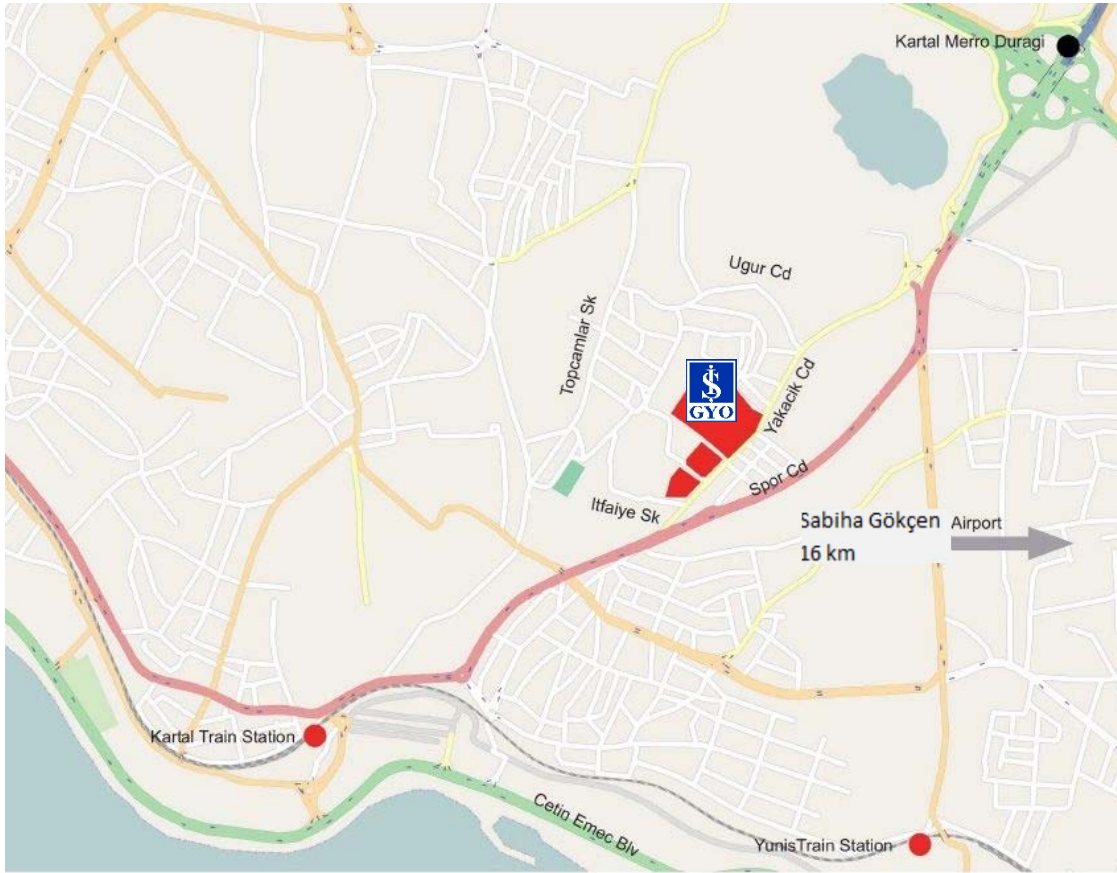 Kartal Merro Duragi
Ugur Cd
Topcamlar Sk
İŞ
GYO
Yakacik Cd
Spor Cd
Itfaiye Sk
Sabiha Gökçen Airport
16 km
Kartal Train Station
Cetin Emec Blv
YunisTrain Station